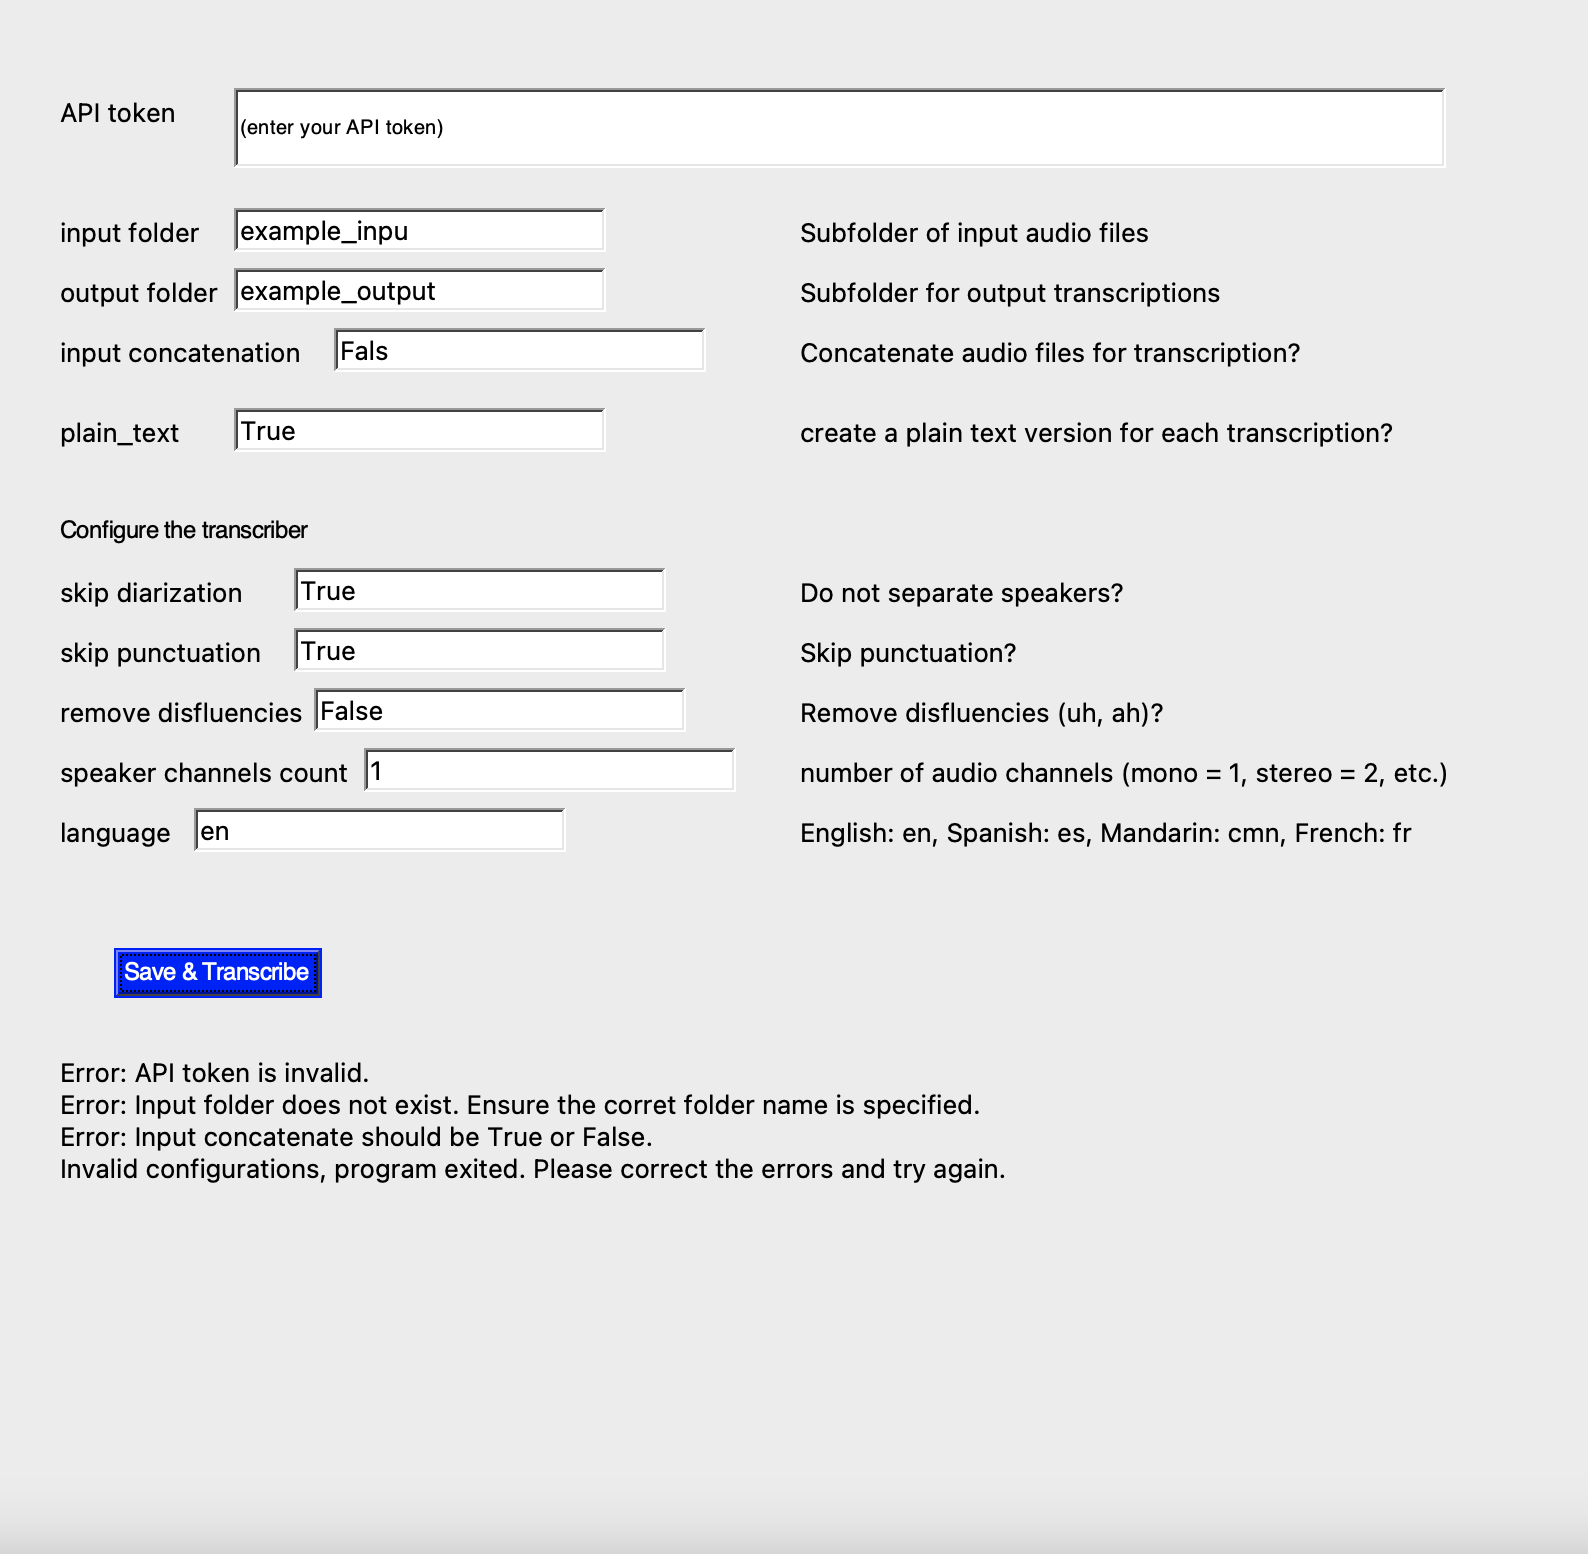 API token (enter your API token)
input folder example_inpu Subfolder of input audio files
output folder example_output Subfolder for output transcriptions
input concatenation Fals Concatenate audio files for transcription?
plain_text True create a plain text version for each transcription?
Configure the transcriber
skip diarization True Do not separate speakers?
skip punctuation True Skip punctuation?
remove disfluencies False Remove disfluencies (uh, ah)?
speaker channels count 1 number of audio channels (mono = 1, stereo = 2, etc.)
language en English: en, Spanish: es, Mandarin: cmn, French: fr
Save & Transcribe
Error: API token is invalid.
Error: Input folder does not exist. Ensure the corret folder name is specified.
Error: Input concatenate should be True or False.
Invalid configurations, program exited. Please correct the errors and try again.